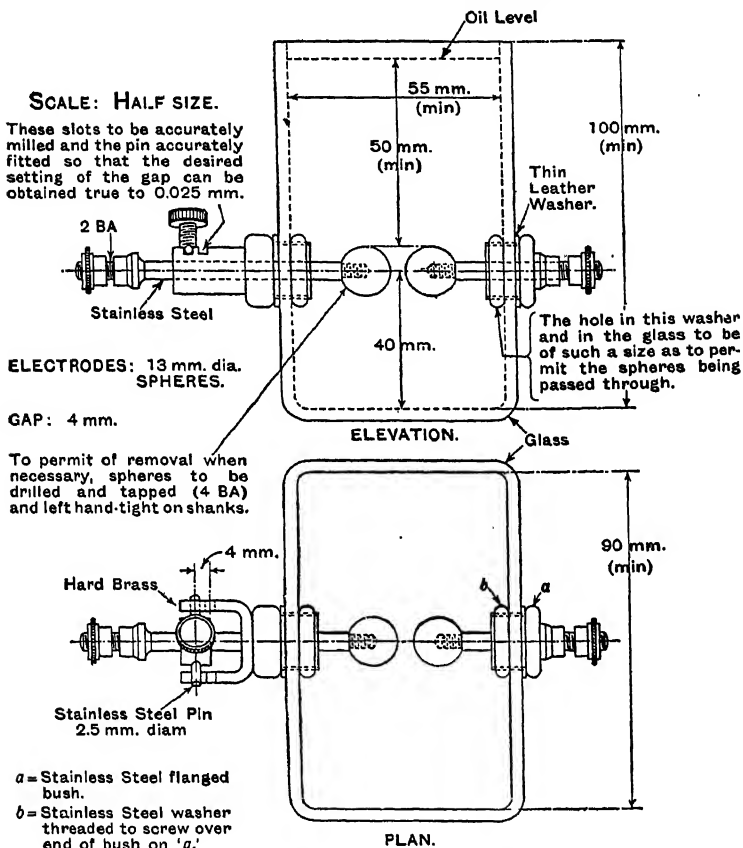 Oil Level
SCALE: HALF SIZE.
These slots to be accurately
milled and the pin accurately
fitted so that the desired
setting of the gap can be
obtained true to 0.025 mm.
55 mm.
(min)
50 mm.
(min)
100 mm.
(min)
Thin
Leather
Washer.
2 BA
Stainless Steel
The hole in this washer
and in the glass to be
of such a size as to per-
mit the spheres being
passed through.
40 mm.
ELECTRODES: 13 mm. dia.
SPHERES.
GAP: 4 mm.
ELEVATION.
Glass
To permit of removal when
necessary, spheres to be
drilled and tapped (4 BA)
and left hand-tight on shanks.
4 mm.
90 mm.
(min)
Hard Brass
b
a
Stainless Steel Pin
2.5 mm. diam
a = Stainless Steel flanged
bush.
b = Stainless Steel washer
threaded to screw over
end of bush on 'a.'
PLAN.